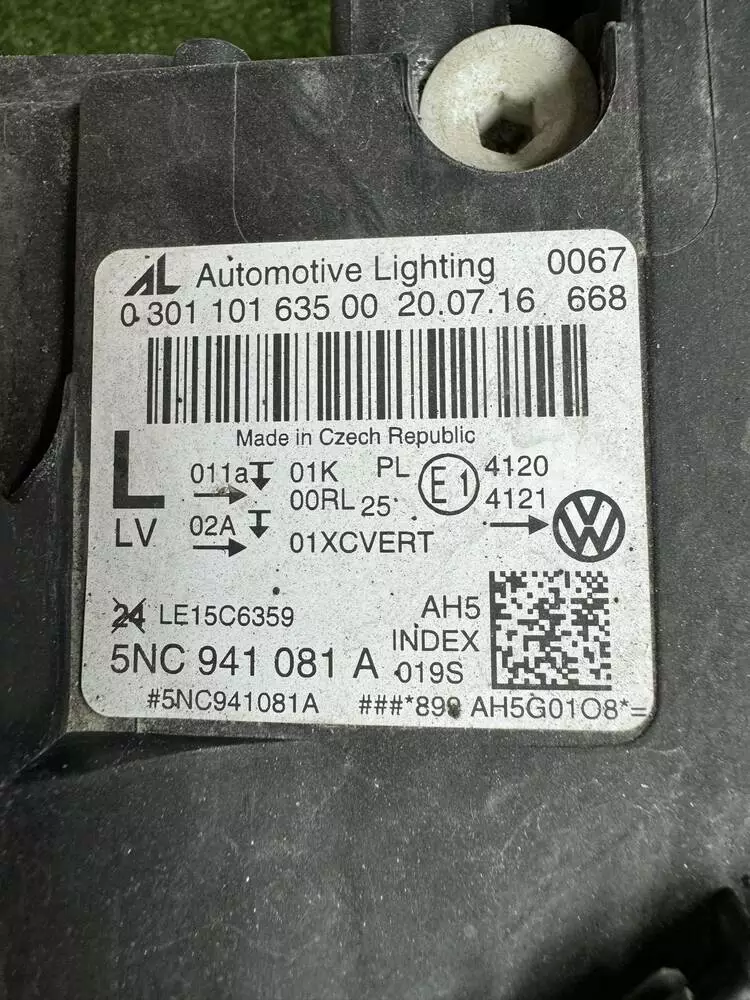 AL Automotive Lighting 0067
0 301 101 635 00 20.07.16 668
Made in Czech Republic
L 011a 01K PL E1 4120
00RL 25 4121
LV 02A 01XCVERT
24 LE15C6359 AH5
INDEX
5NC 941 081 A 019S
#5NC941081A ###*899 AH5G01O8*=